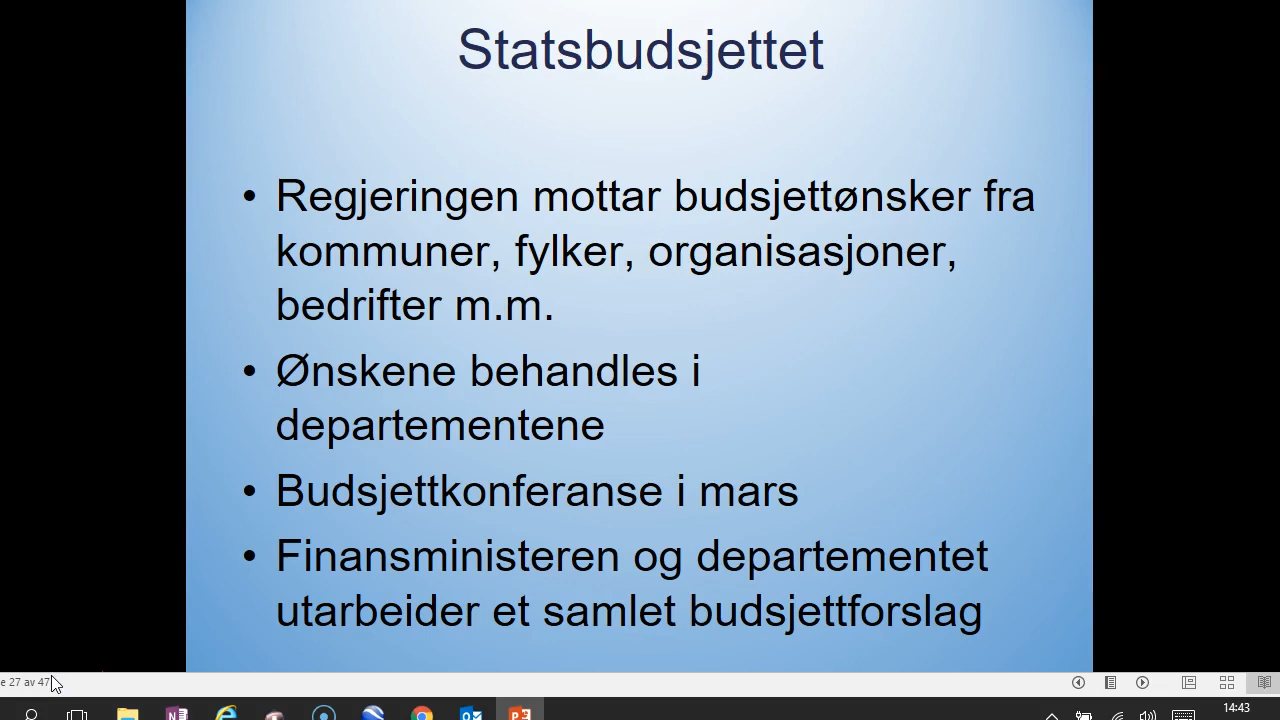 Statsbudsjettet
• Regjeringen mottar budsjettønsker fra
kommuner, fylker, organisasjoner,
bedrifter m.m.
• Ønskene behandles i
departementene
• Budsjettkonferanse i mars
• Finansministeren og departementet
utarbeider et samlet budsjettforslag
e 27 av 47
14:43